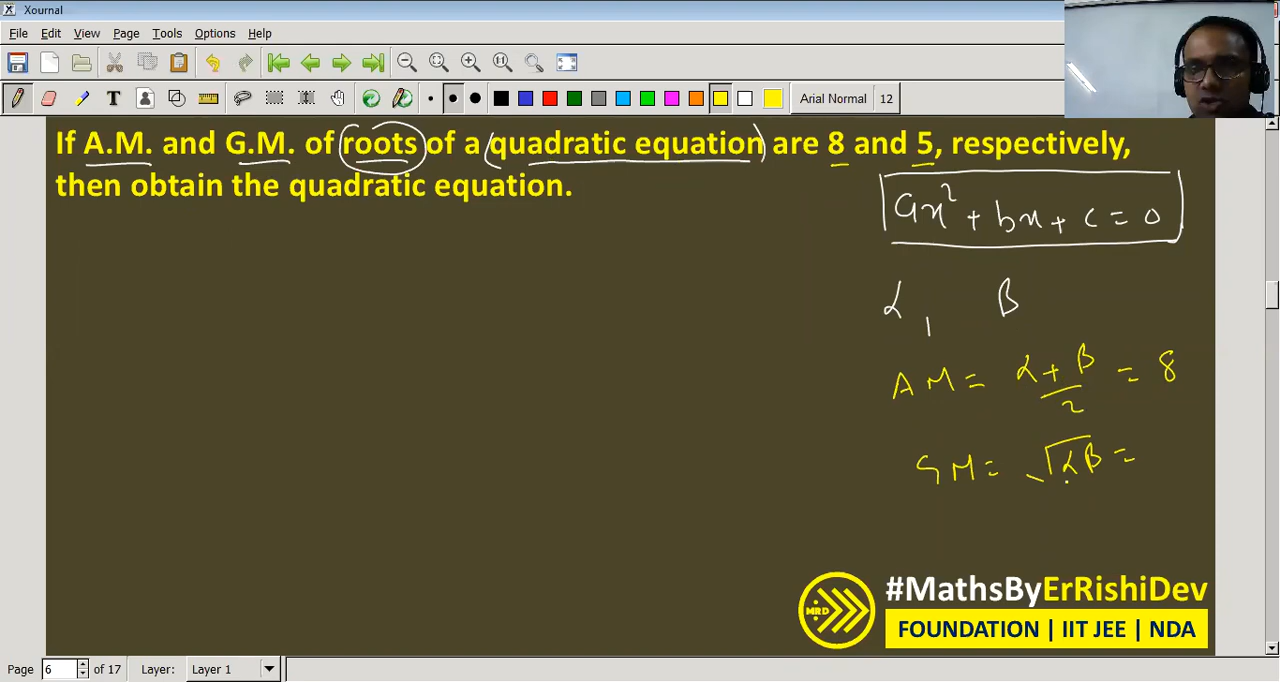 Xournal
File Edit View Page Tools Options Help
Arial Normal 12
If A.M. and G.M. of roots of a quadratic equation are 8 and 5, respectively,
then obtain the quadratic equation.
ax² + bx + c = 0
α , β
AM = α + β / 2 = 8
GM = √αβ =
MRD
#MathsByErRishiDev
FOUNDATION | IIT JEE | NDA
Page 6 of 17 Layer: Layer 1